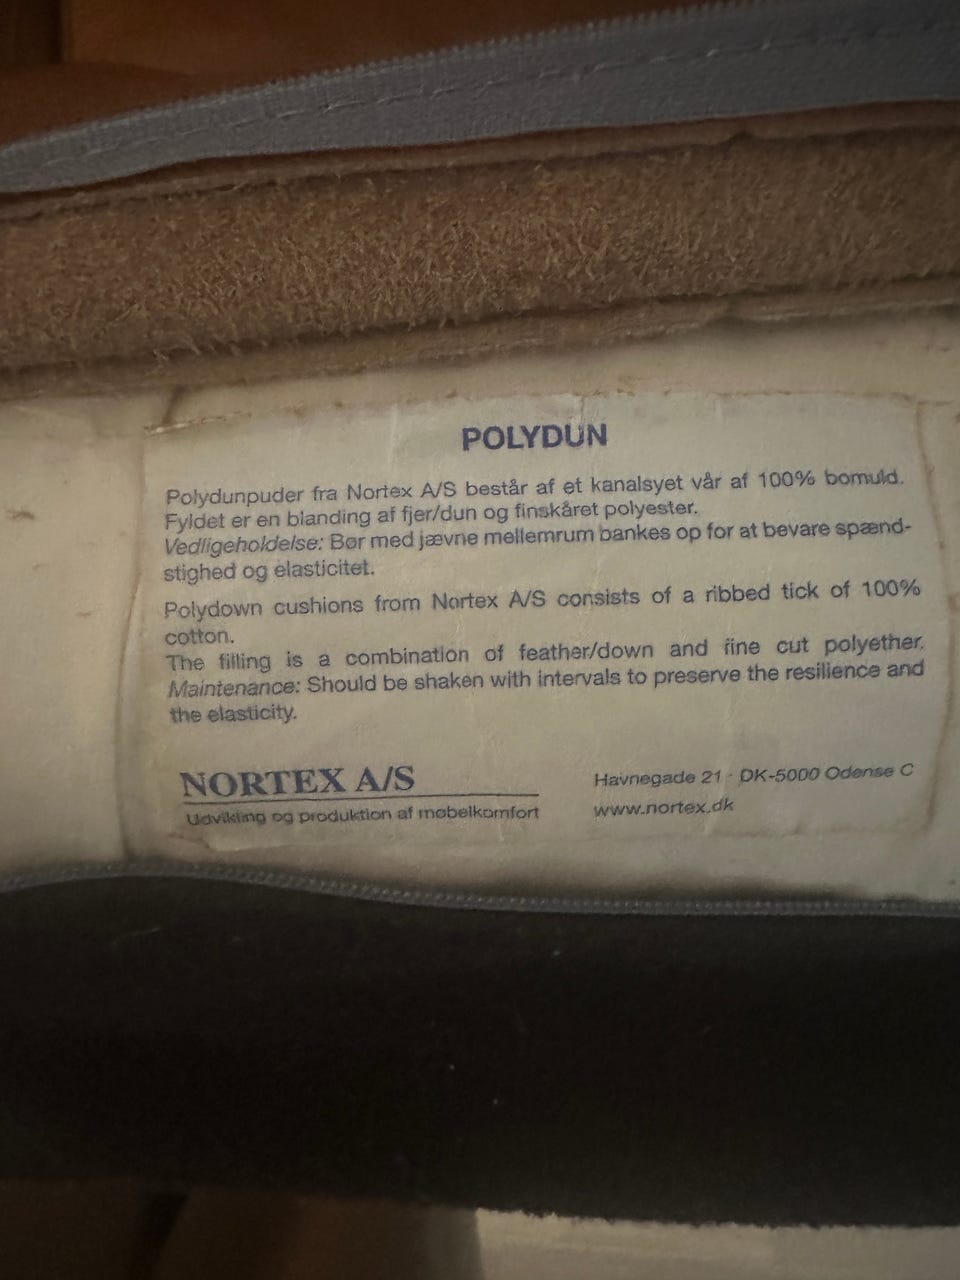 POLYDUN
Polydunpuder fra Nortex A/S består af et kanalsyet vår af 100% bomuld.
Fyldet er en blanding af fjer/dun og finskåret polyester.
Vedligeholdelse: Bør med jævne mellemrum bankes op for at bevare spænd-
stighed og elasticitet.
Polydown cushions from Nortex A/S consists of a ribbed tick of 100%
cotton.
The filling is a combination of feather/down and fine cut polyether.
Maintenance: Should be shaken with intervals to preserve the resilience and
the elasticity.
NORTEX A/S
Udvikling og produktion af møbelkomfort
Havnegade 21 · DK-5000 Odense C
www.nortex.dk